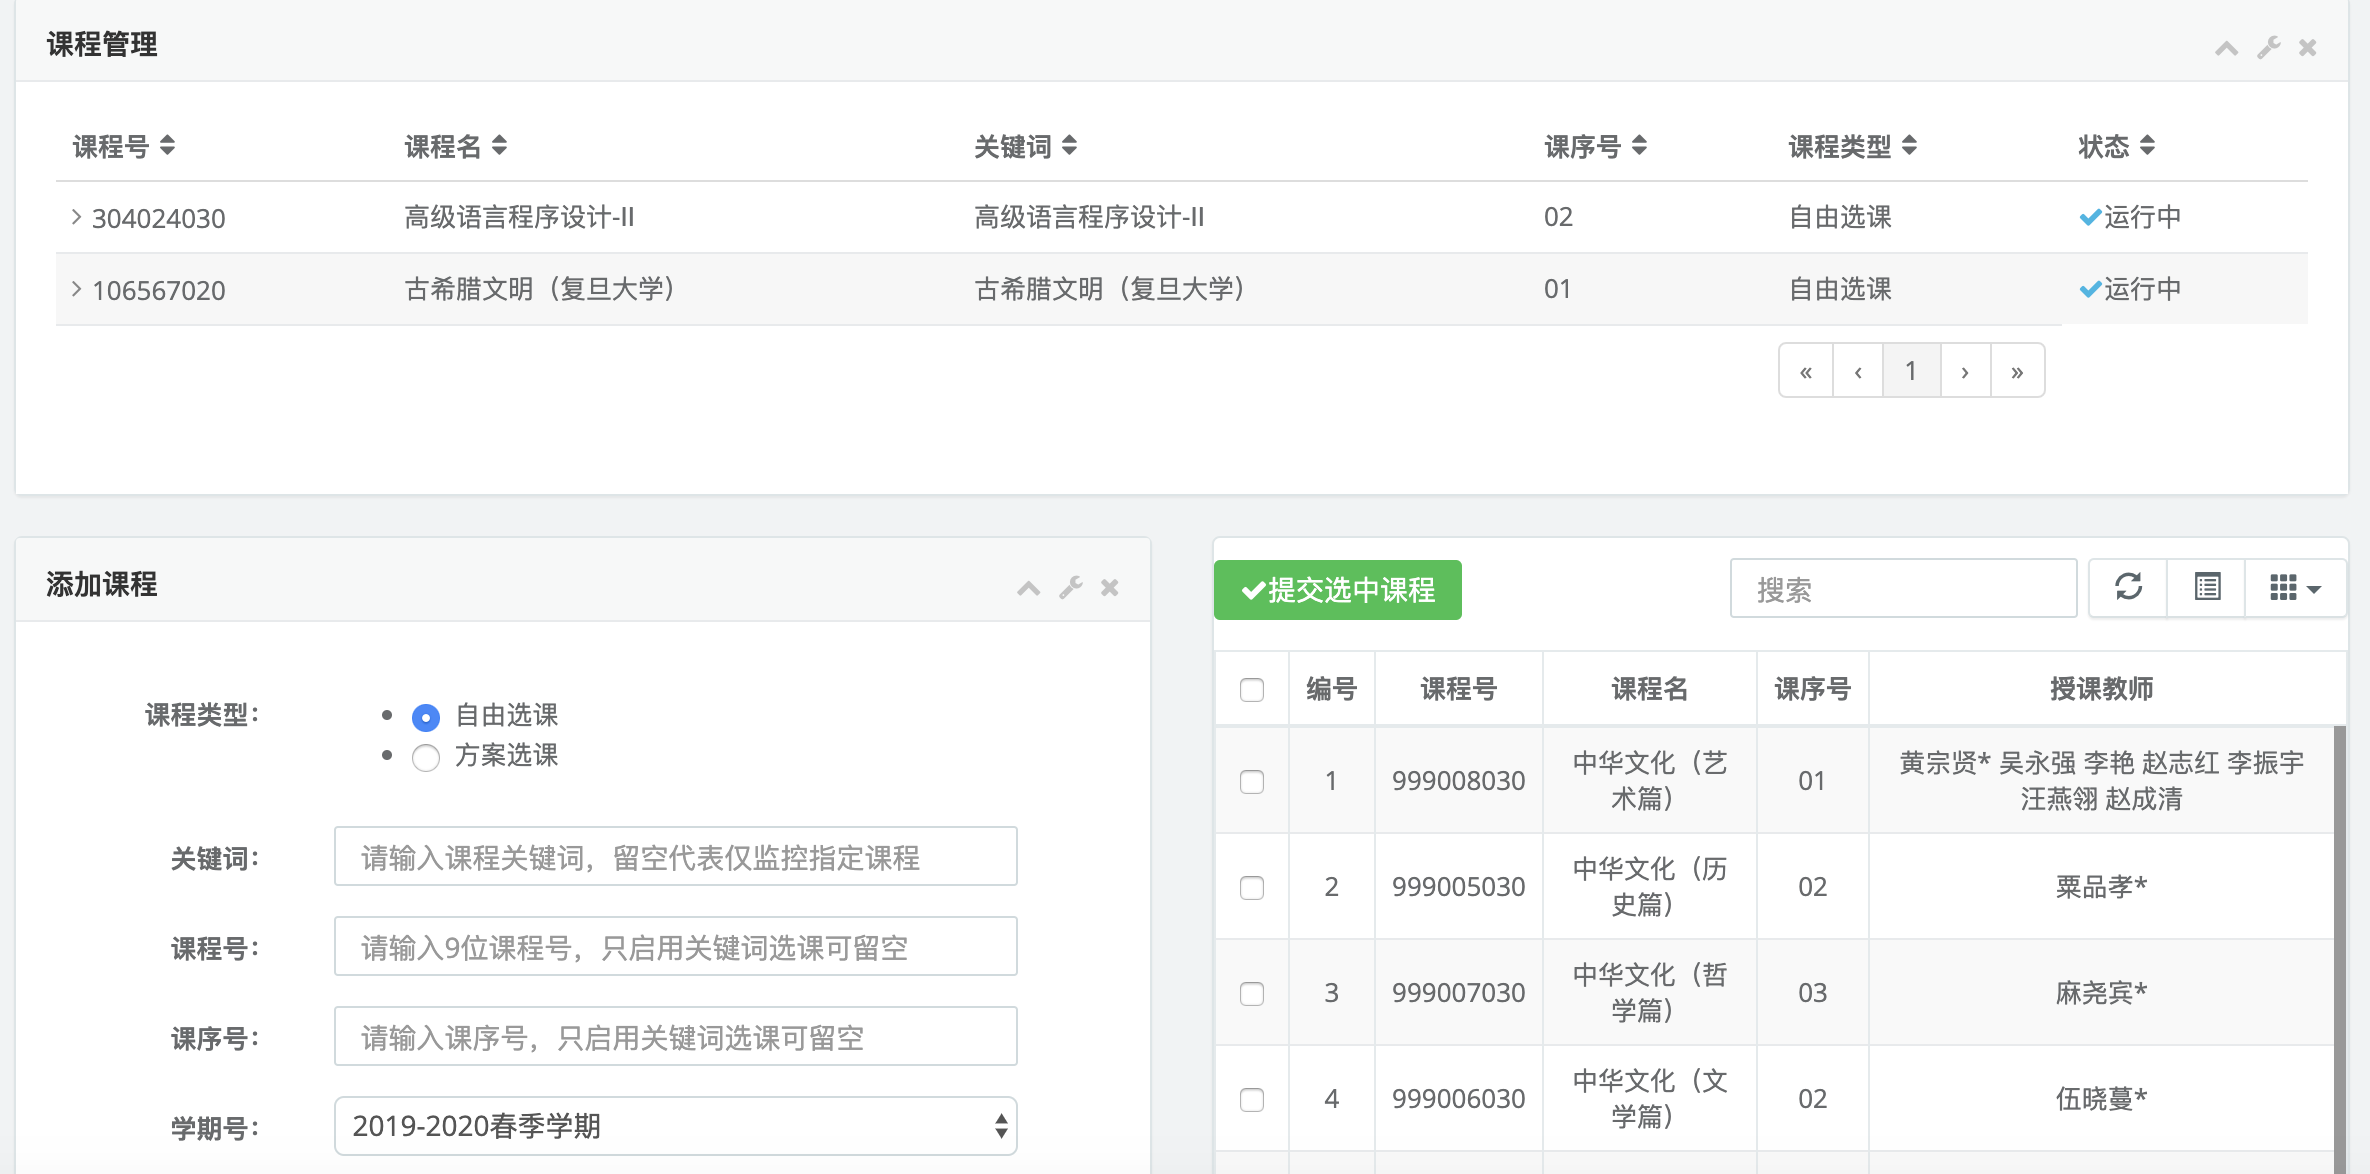 课程管理
课程号 课程名 关键词 课序号 课程类型 状态
304024030 高级语言程序设计-II 高级语言程序设计-II 02 自由选课 运行中
106567020 古希腊文明（复旦大学） 古希腊文明（复旦大学） 01 自由选课 运行中
« ‹ 1 › »
添加课程
课程类型：
自由选课
方案选课
关键词： 请输入课程关键词，留空代表仅监控指定课程
课程号： 请输入9位课程号，只启用关键词选课可留空
课序号： 请输入课序号，只启用关键词选课可留空
学期号： 2019-2020春季学期
提交选中课程 搜索
编号 课程号 课程名 课序号 授课教师
1 999008030 中华文化（艺术篇） 01 黄宗贤* 吴永强 李艳 赵志红 李振宇 汪燕翎 赵成清
2 999005030 中华文化（历史篇） 02 粟品孝*
3 999007030 中华文化（哲学篇） 03 麻尧宾*
4 999006030 中华文化（文学篇） 02 伍晓蔓*